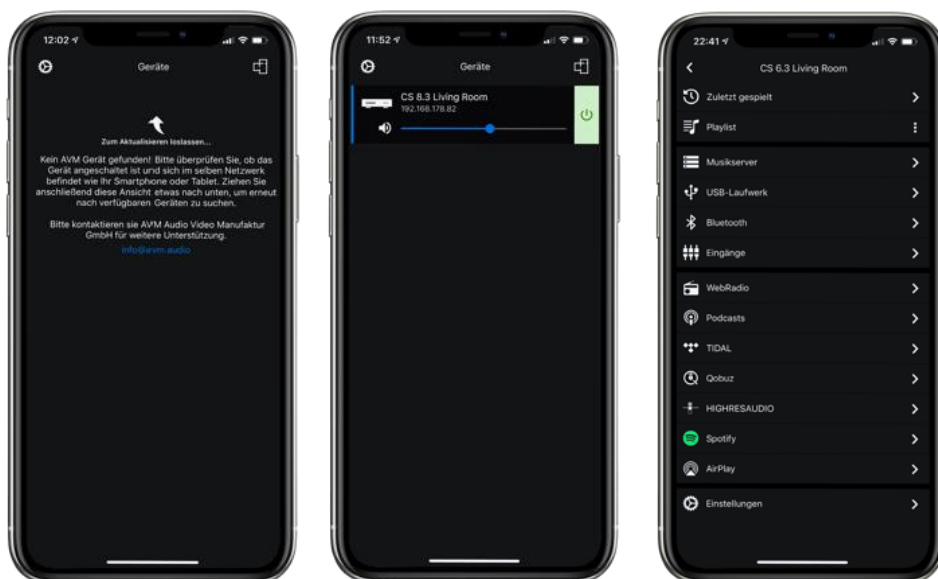 12:02
Geräte
Zum Aktualisieren loslassen...
Kein AVM Gerät gefunden! Bitte überprüfen Sie, ob das
Gerät angeschaltet ist und sich im selben Netzwerk
befindet wie Ihr Smartphone oder Tablet. Ziehen Sie
anschließend diese Ansicht etwas nach unten, um erneut
nach verfügbaren Geräten zu suchen.
Bitte kontaktieren sie AVM Audio Video Manufaktur
GmbH für weitere Unterstützung.
info@avm.audio
11:52
Geräte
CS 8.3 Living Room
192.168.178.82
22:41
CS 6.3 Living Room
Zuletzt gespielt
Playlist
Musikserver
USB-Laufwerk
Bluetooth
Eingänge
WebRadio
Podcasts
TIDAL
Qobuz
HIGHRESAUDIO
Spotify
AirPlay
Einstellungen